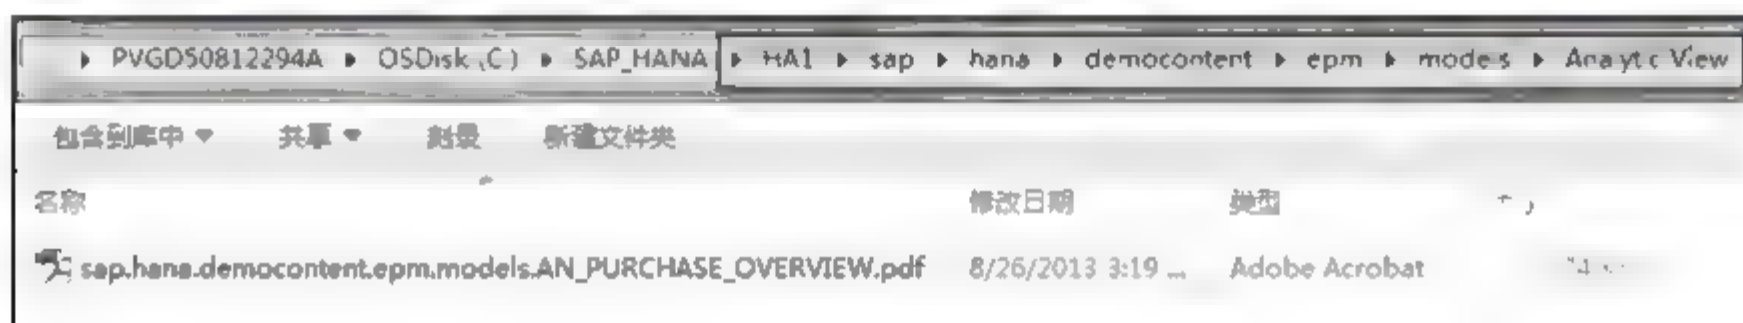 PVGD50812294A ▸ OSDisk (C:) ▸ SAP_HANA ▸ HA1 ▸ sap ▸ hana ▸ democontent ▸ epm ▸ models ▸ Analytic View
包含到库中 共享 刻录 新建文件夹
名称 修改日期 类型
sap.hana.democontent.epm.models.AN_PURCHASE_OVERVIEW.pdf 8/26/2013 3:19 ... Adobe Acrobat